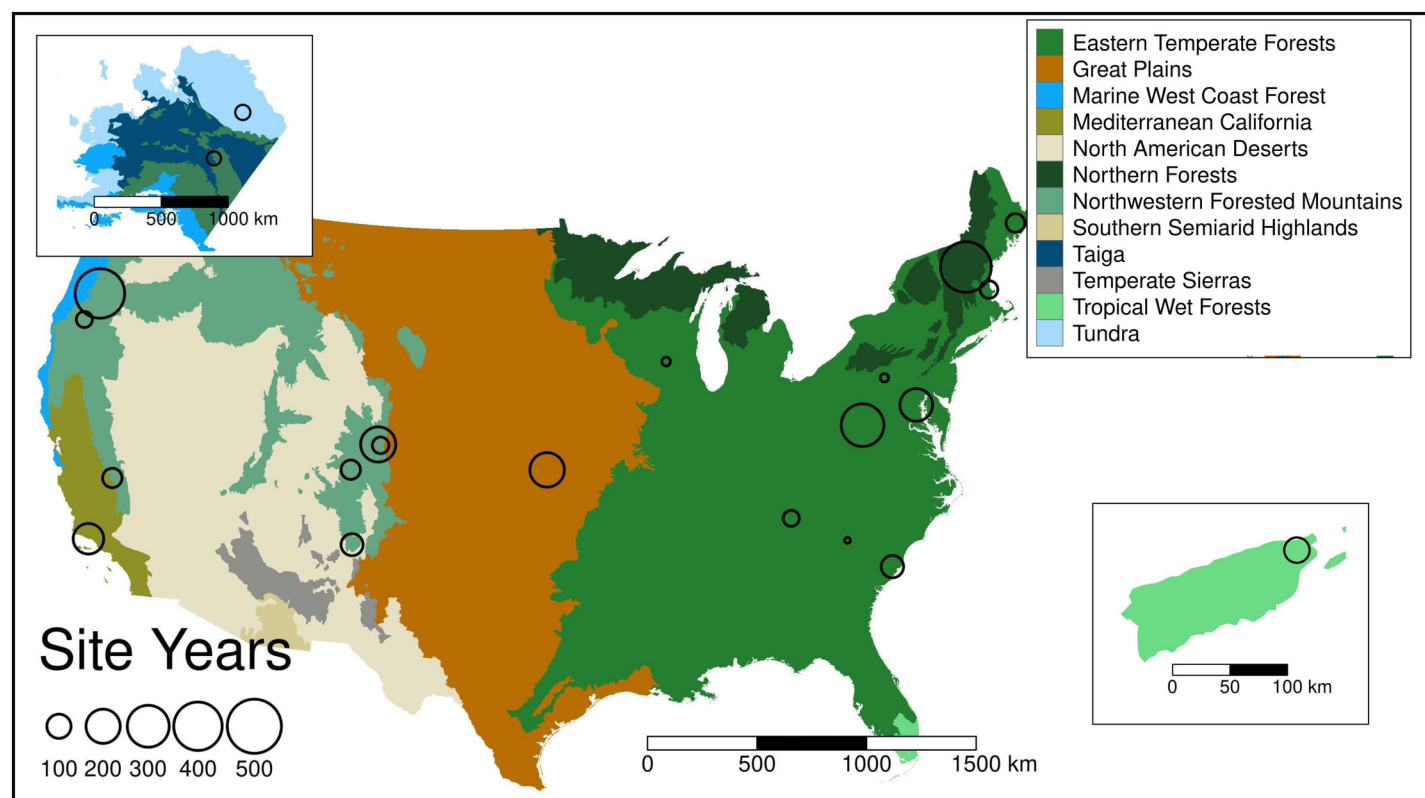 Eastern Temperate Forests
Great Plains
Marine West Coast Forest
Mediterranean California
North American Deserts
Northern Forests
Northwestern Forested Mountains
Southern Semiarid Highlands
Taiga
Temperate Sierras
Tropical Wet Forests
Tundra
0 500 1000 km
Site Years
100 200 300 400 500
0 500 1000 1500 km
0 50 100 km